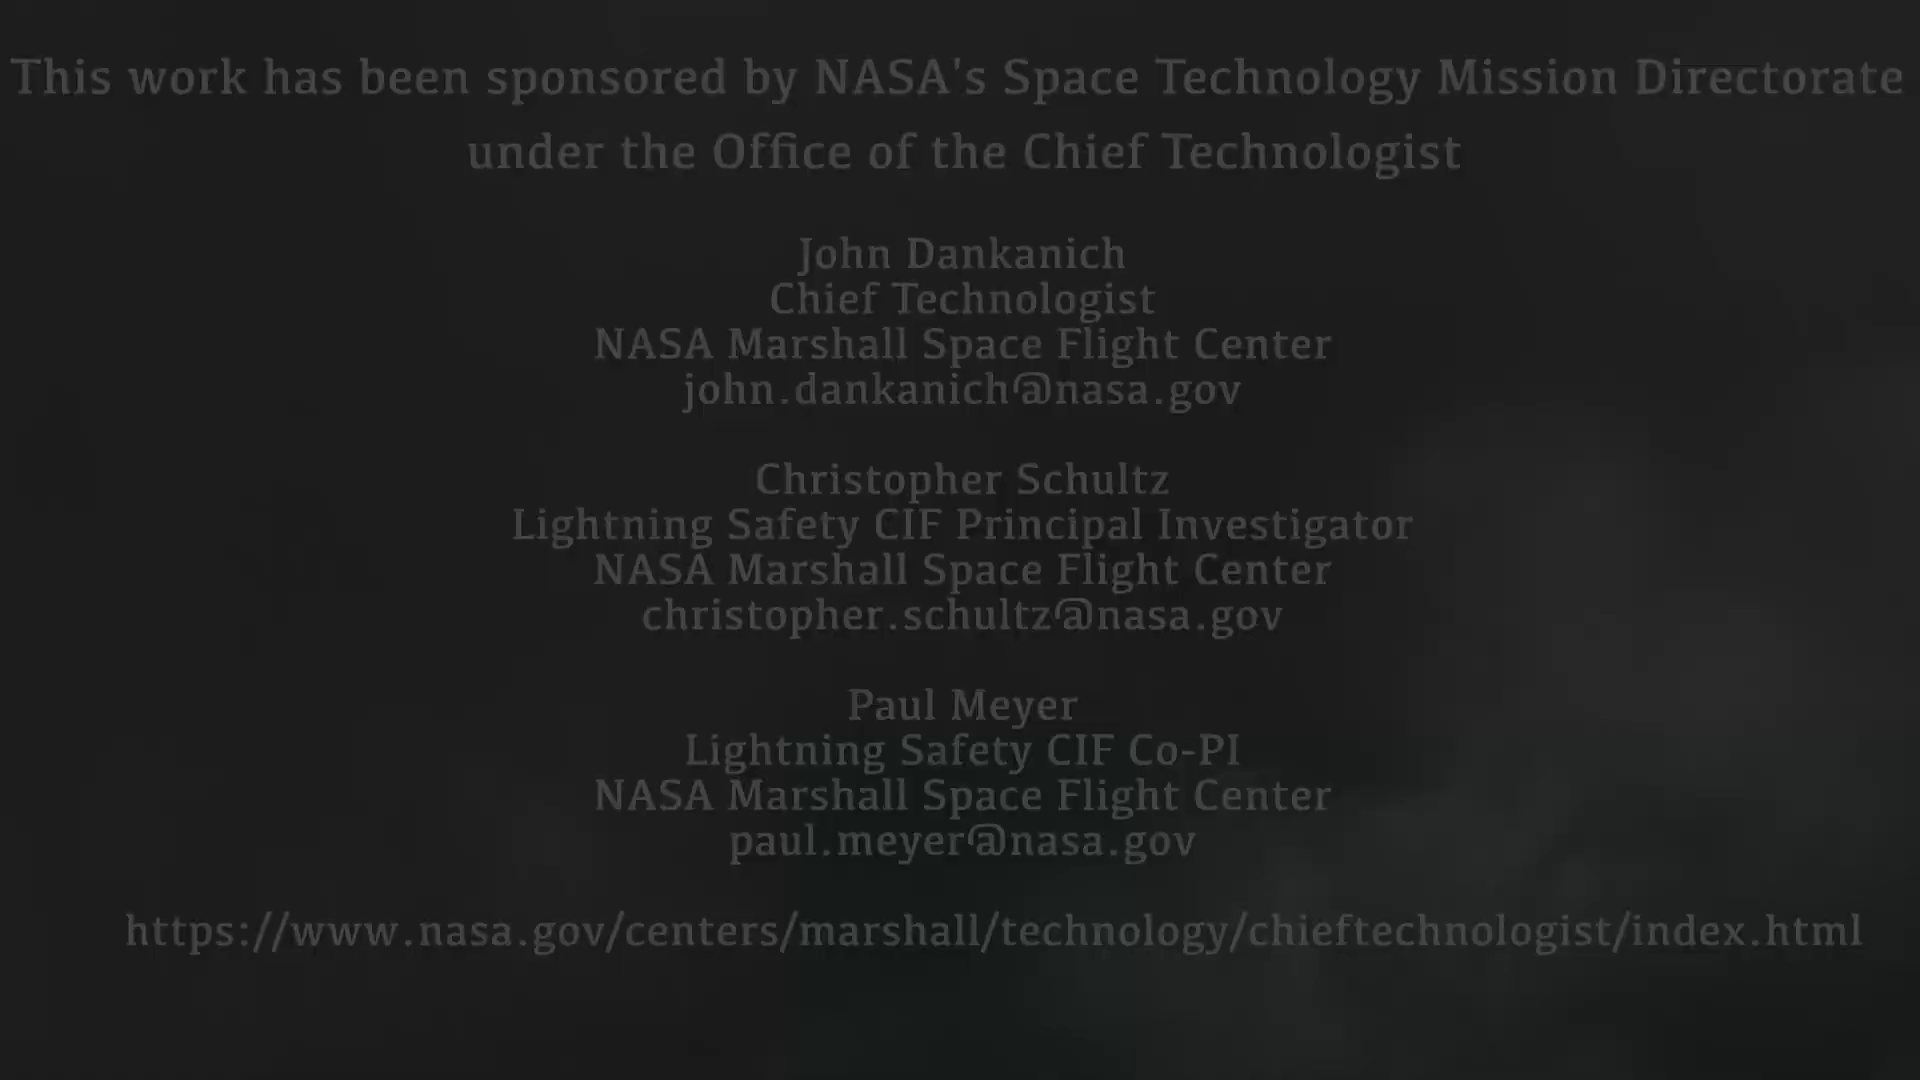 This work has been sponsored by NASA's Space Technology Mission Directorate
under the Office of the Chief Technologist
John Dankanich
Chief Technologist
NASA Marshall Space Flight Center
john.dankanich@nasa.gov
Christopher Schultz
Lightning Safety CIF Principal Investigator
NASA Marshall Space Flight Center
christopher.schultz@nasa.gov
Paul Meyer
Lightning Safety CIF Co-PI
NASA Marshall Space Flight Center
paul.meyer@nasa.gov
https://www.nasa.gov/centers/marshall/technology/chieftechnologist/index.html